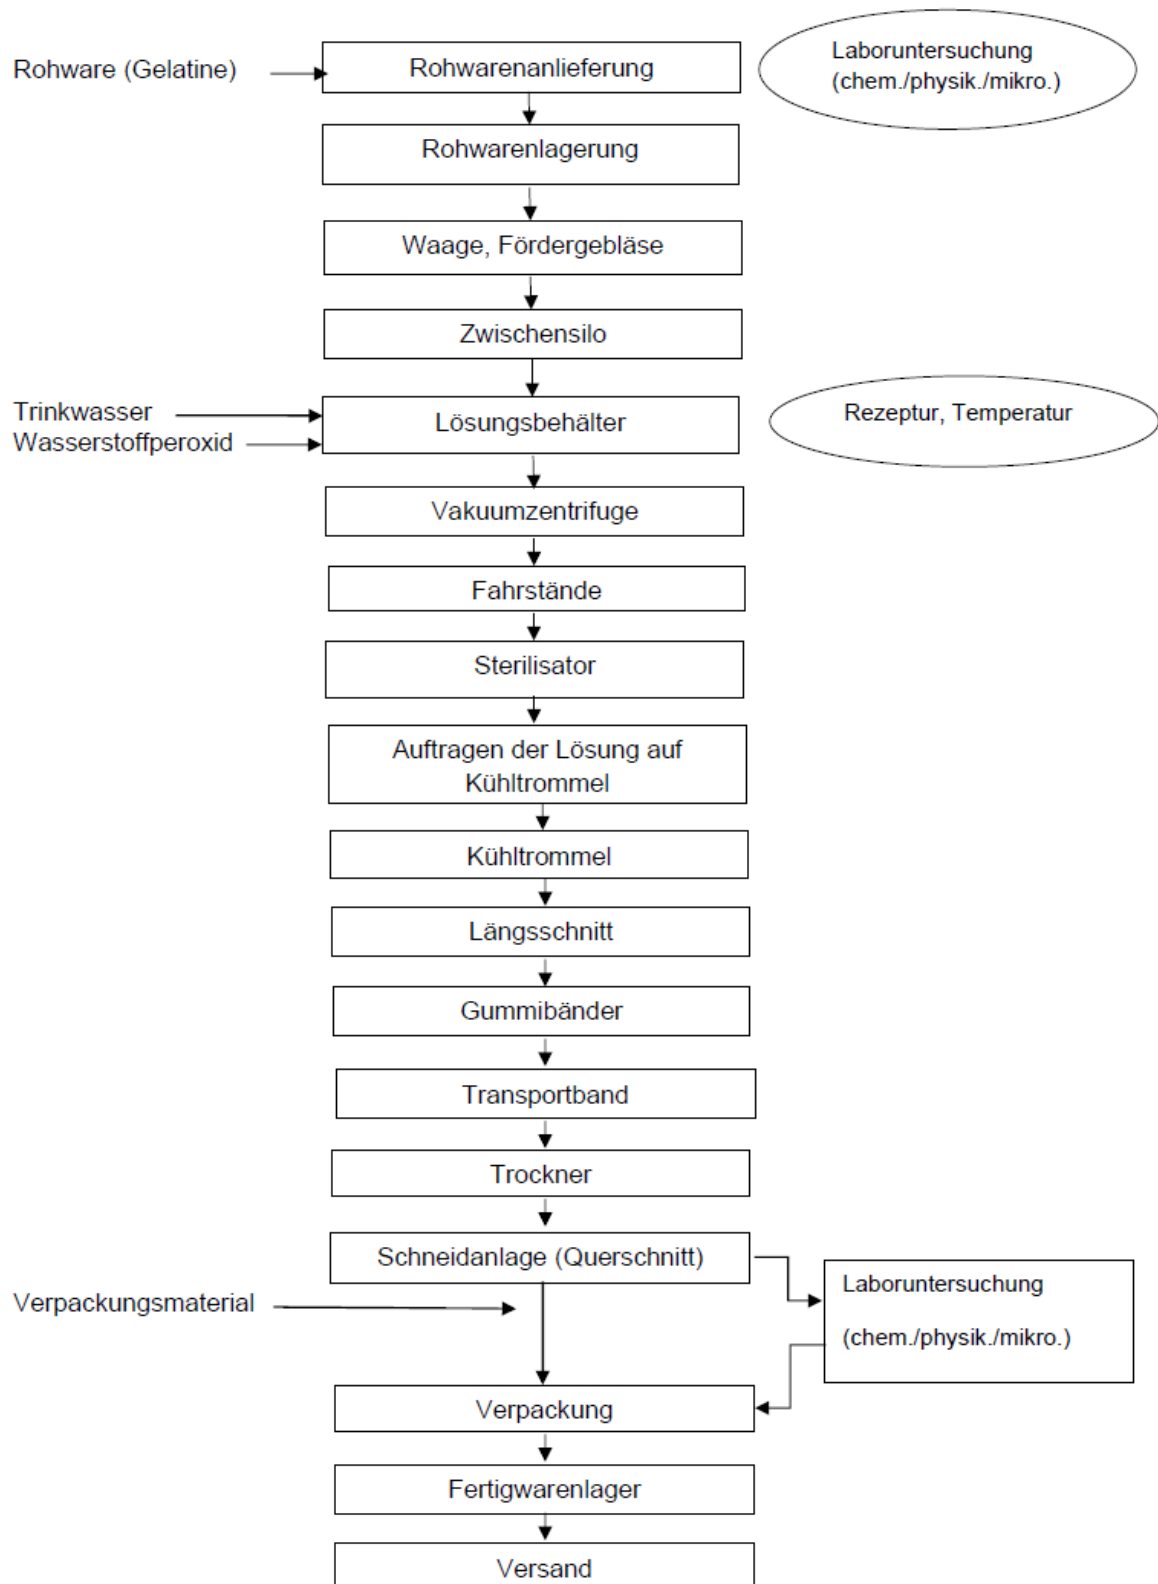 Rohware (Gelatine)
Rohwarenanlieferung
Laboruntersuchung
(chem./physik./mikro.)
Rohwarenlagerung
Waage, Fördergebläse
Zwischensilo
Trinkwasser
Wasserstoffperoxid
Lösungsbehälter
Rezeptur, Temperatur
Vakuumzentrifuge
Fahrstände
Sterilisator
Auftragen der Lösung auf
Kühltrommel
Kühltrommel
Längsschnitt
Gummibänder
Transportband
Trockner
Schneidanlage (Querschnitt)
Verpackungsmaterial
Laboruntersuchung
(chem./physik./mikro.)
Verpackung
Fertigwarenlager
Versand